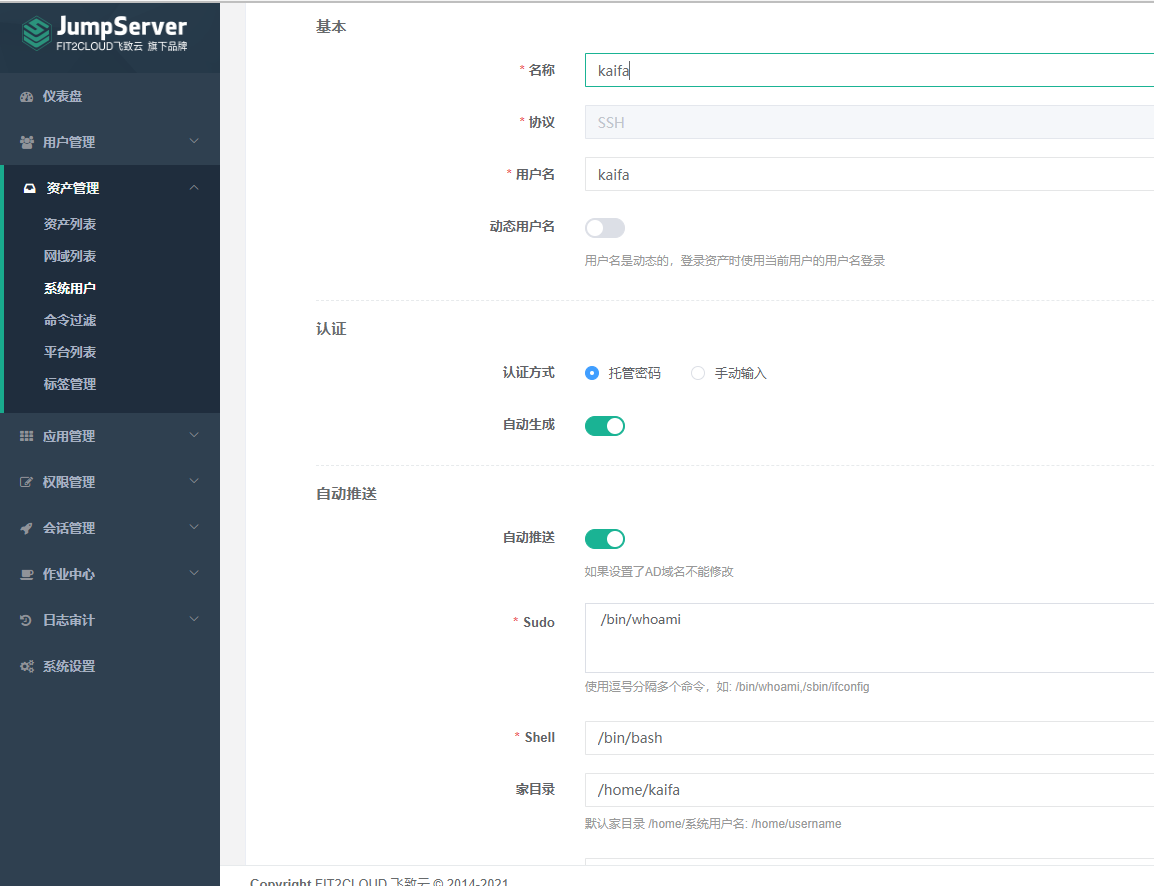 JumpServer
FIT2CLOUD飞致云 旗下品牌
仪表盘
用户管理
资产管理
资产列表
网域列表
系统用户
命令过滤
平台列表
标签管理
应用管理
权限管理
会话管理
作业中心
日志审计
系统设置
基本
* 名称 kaifa
* 协议 SSH
* 用户名 kaifa
动态用户名
用户名是动态的，登录资产时使用当前用户的用户名登录
认证
认证方式 托管密码 手动输入
自动生成
自动推送
自动推送
如果设置了AD域名不能修改
* Sudo /bin/whoami
使用逗号分隔多个命令，如: /bin/whoami,/sbin/ifconfig
* Shell /bin/bash
家目录 /home/kaifa
默认家目录 /home/系统用户名: /home/username
Copyright FIT2CLOUD 飞致云 © 2014-2021